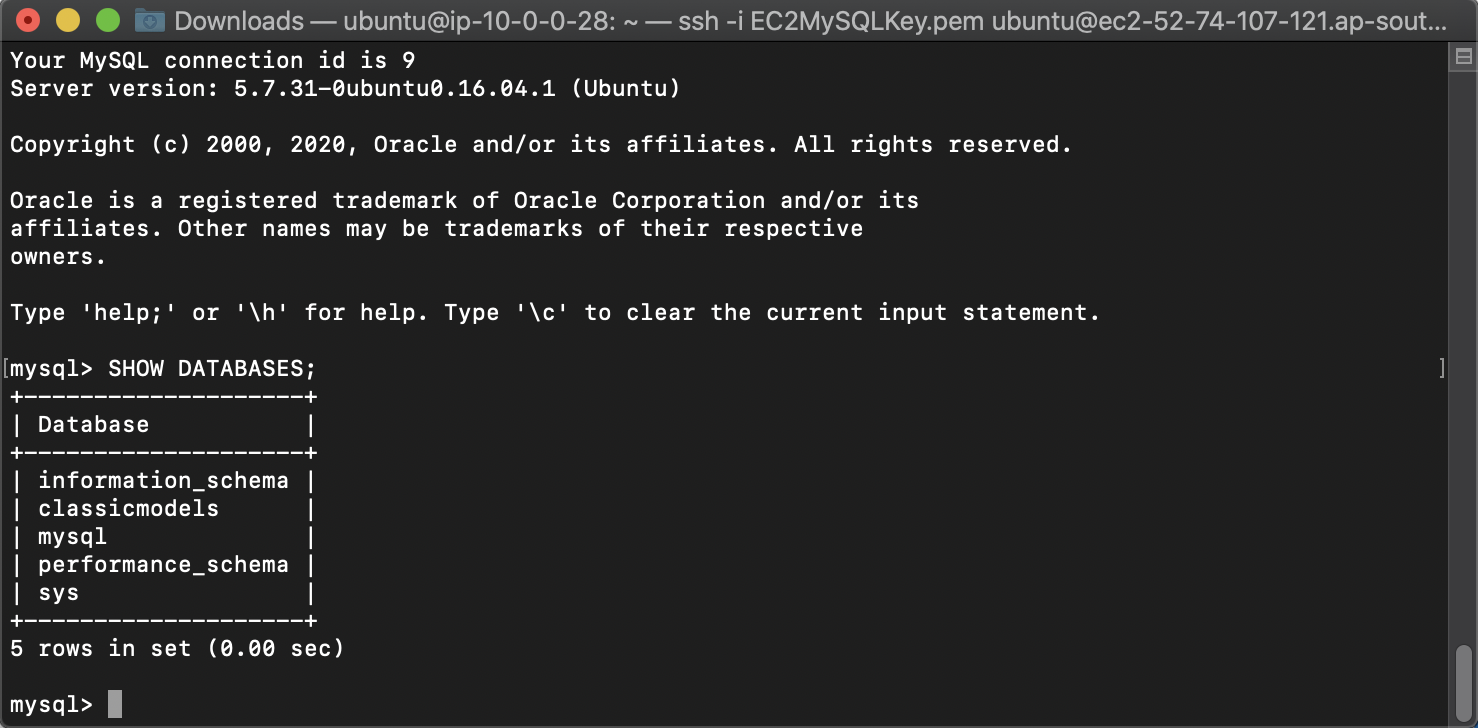 Downloads — ubuntu@ip-10-0-0-28: ~ — ssh -i EC2MySQLKey.pem ubuntu@ec2-52-74-107-121.ap-sout...
Your MySQL connection id is 9
Server version: 5.7.31-0ubuntu0.16.04.1 (Ubuntu)
Copyright (c) 2000, 2020, Oracle and/or its affiliates. All rights reserved.
Oracle is a registered trademark of Oracle Corporation and/or its
affiliates. Other names may be trademarks of their respective
owners.
Type 'help;' or '\h' for help. Type '\c' to clear the current input statement.
[mysql> SHOW DATABASES; ]
+--------------------+
| Database           |
+--------------------+
| information_schema |
| classicmodels      |
| mysql              |
| performance_schema |
| sys                |
+--------------------+
5 rows in set (0.00 sec)
mysql>